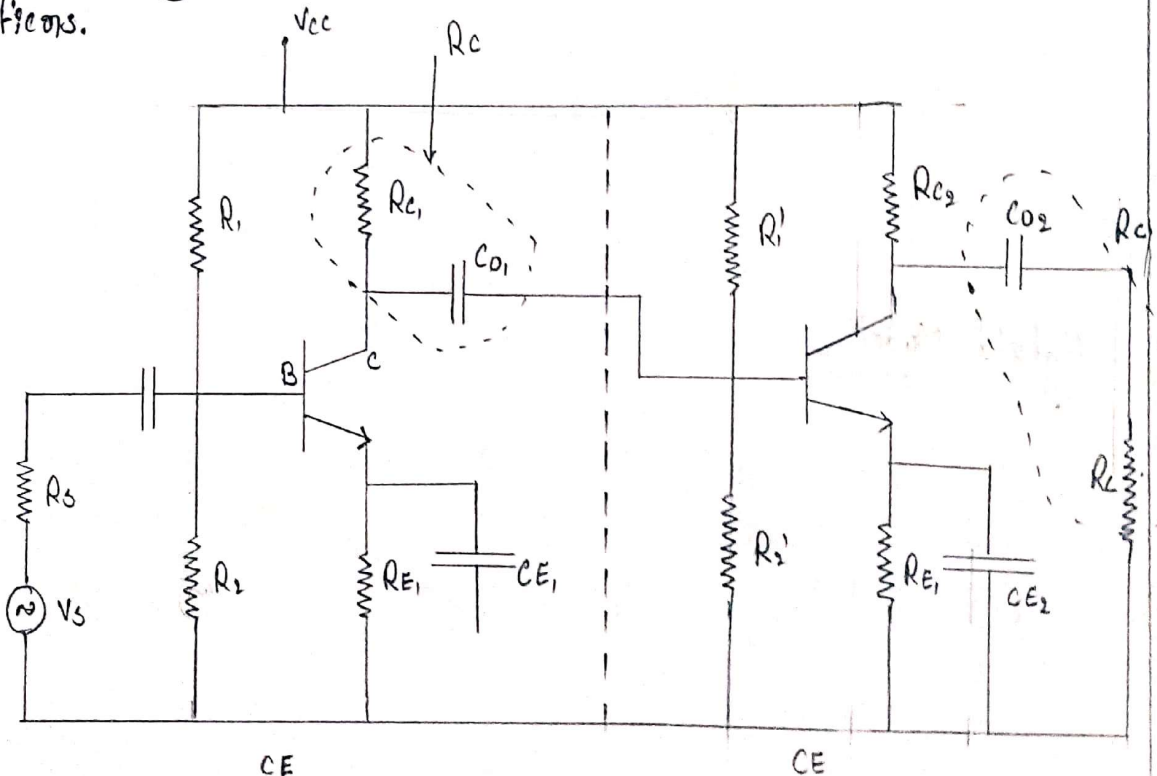 ticons.
Vcc
Rc
R1
Rc1
Co1
B
C
Rs
Vs
R2
RE1
CE1
R1'
Rc2
Co2
Rc
R2'
RE1
CE2
RL
CE
CE